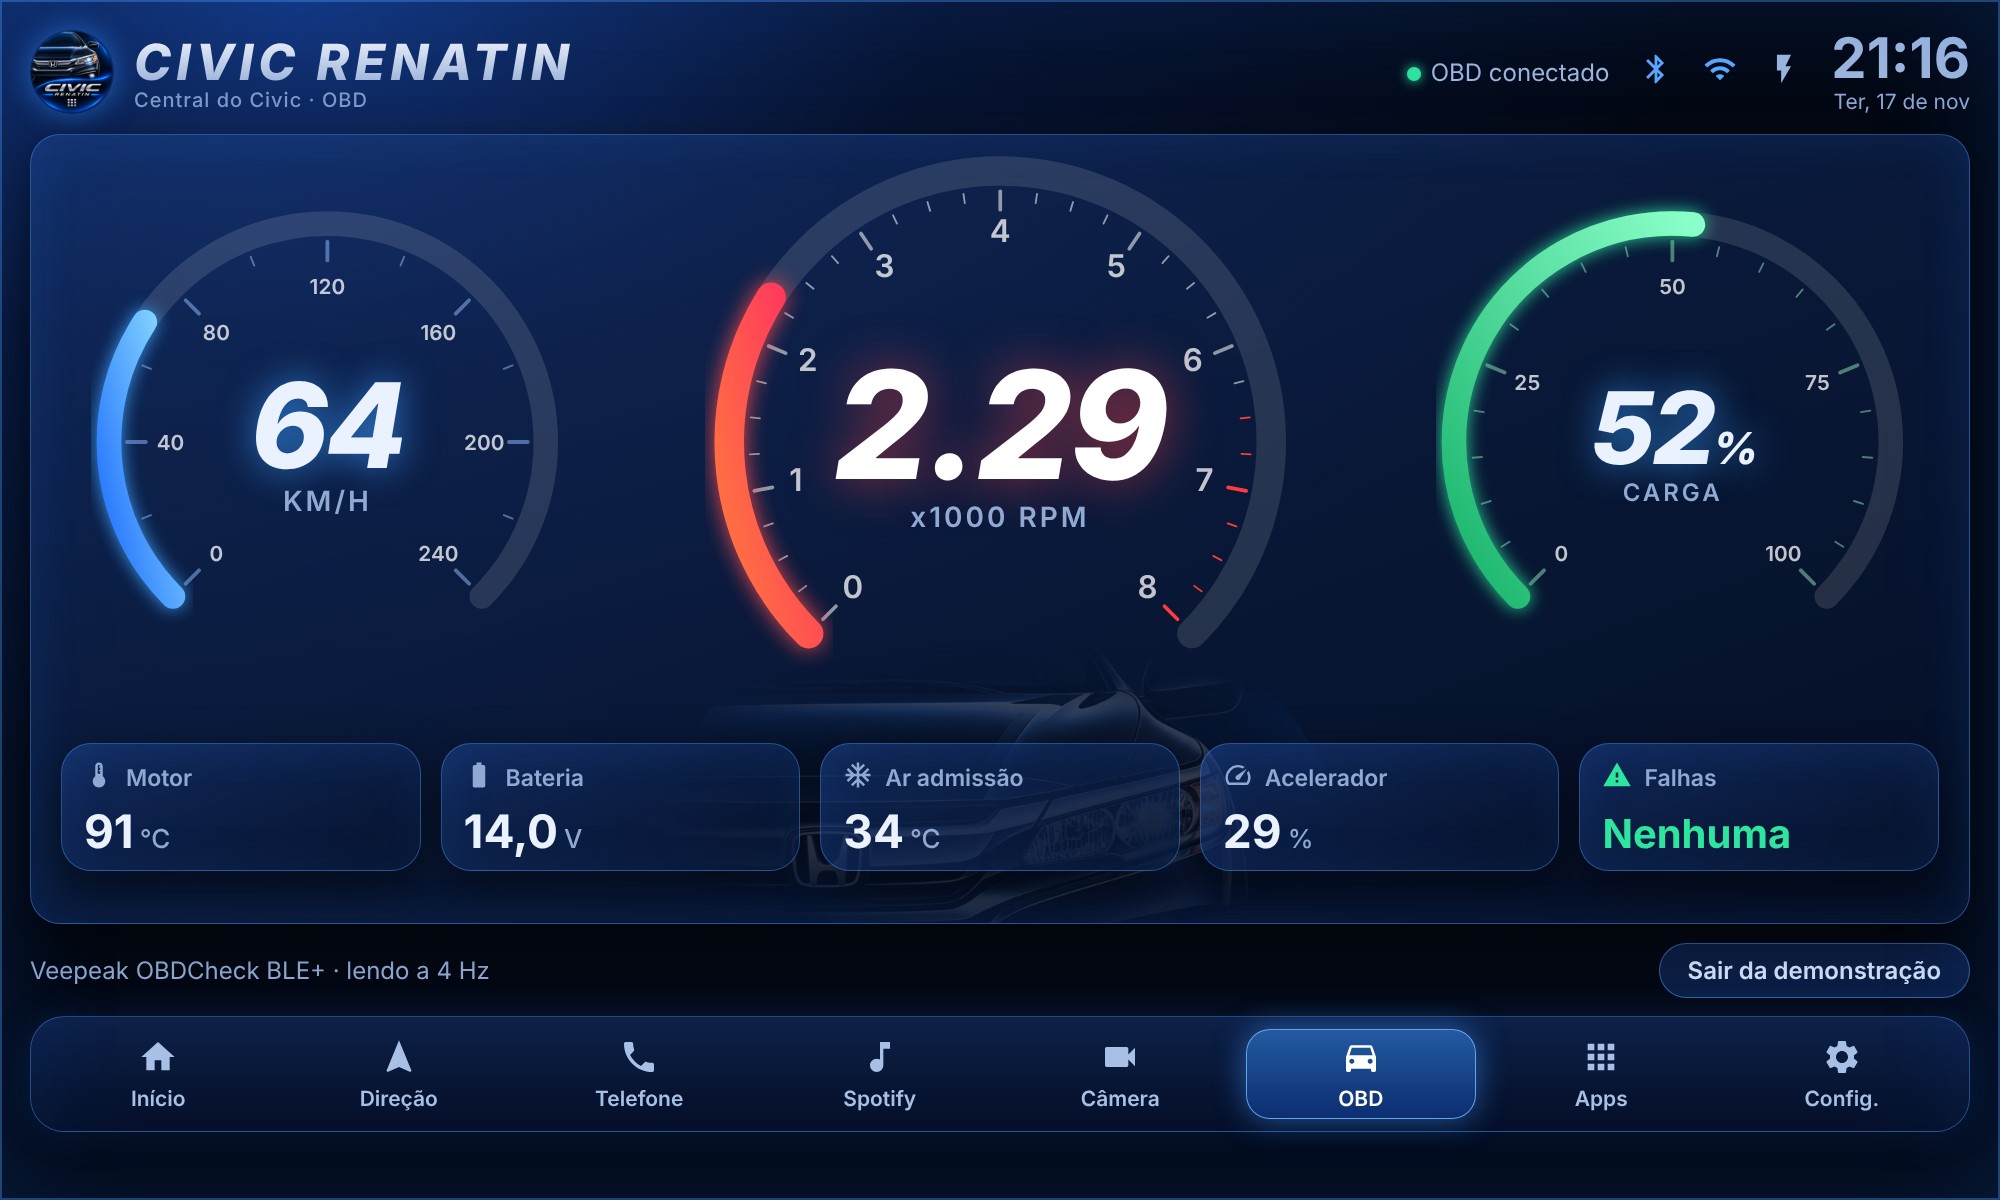 CIVIC RENATIN
Central do Civic · OBD
CIVIC
RENATIN
OBD conectado
21:16
Ter, 17 de nov
0
40
80
120
160
200
240
64
KM/H
0
1
2
3
4
5
6
7
8
2.29
x1000 RPM
0
25
50
75
100
52%
CARGA
Motor
91 °C
Bateria
14,0 V
Ar admissão
34 °C
Acelerador
29 %
Falhas
Nenhuma
Veepeak OBDCheck BLE+ · lendo a 4 Hz
Sair da demonstração
Início
Direção
Telefone
Spotify
Câmera
OBD
Apps
Config.